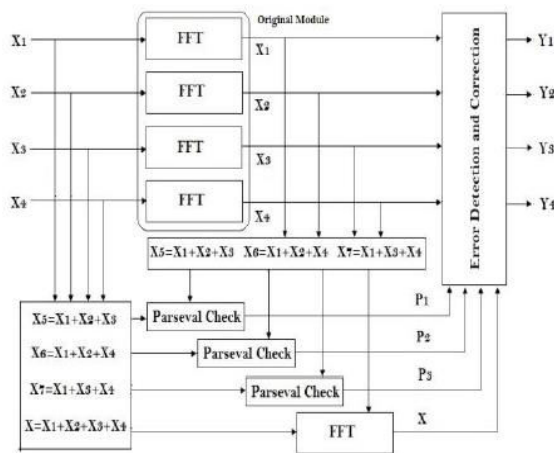 Original Module
X1 FFT X1 Y1
X2 FFT X2 Y2
X3 FFT X3 Y3
X4 FFT X4 Y4
Error Detection and Correction
X5=X1+X2+X3 X6=X1+X2+X4 X7=X1+X3+X4
X5=X1+X2+X3 Parseval Check P1
X6=X1+X2+X4 Parseval Check P2
X7=X1+X3+X4 Parseval Check P3
X=X1+X2+X3+X4 FFT X